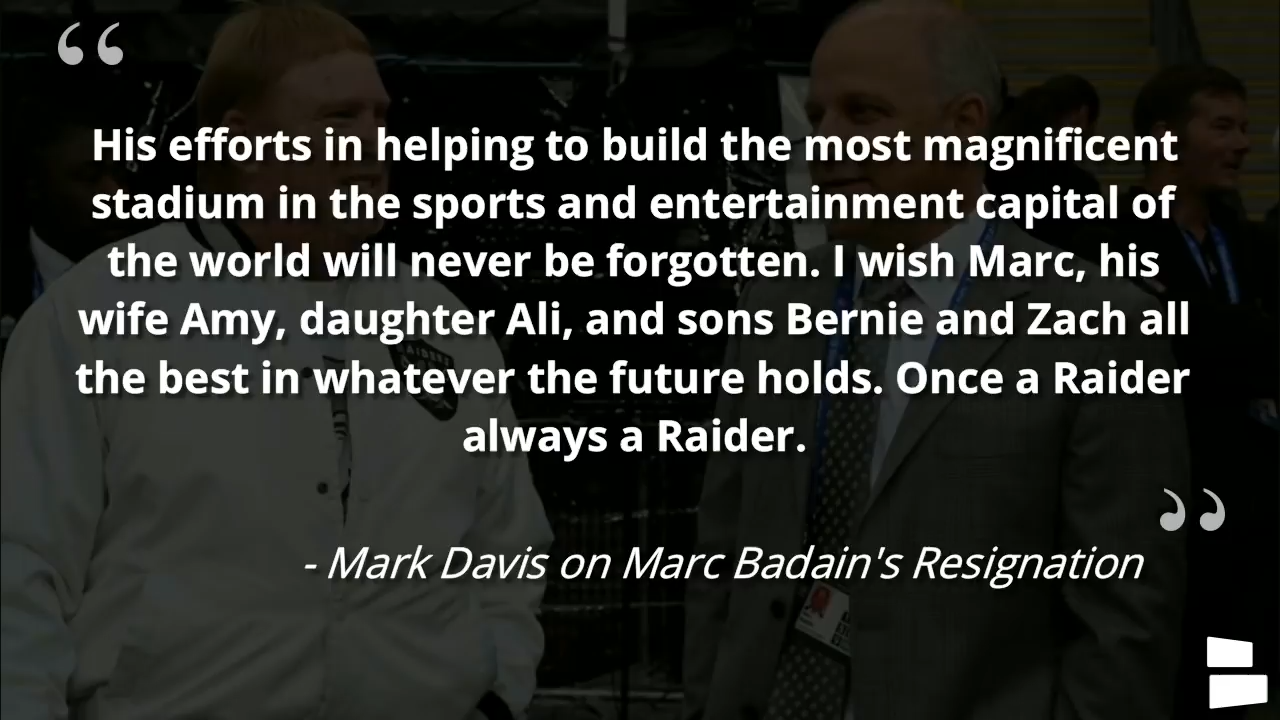 “
His efforts in helping to build the most magnificent
stadium in the sports and entertainment capital of
the world will never be forgotten. I wish Marc, his
wife Amy, daughter Ali, and sons Bernie and Zach all
the best in whatever the future holds. Once a Raider
always a Raider.
”
- Mark Davis on Marc Badain's Resignation
RAIDERS